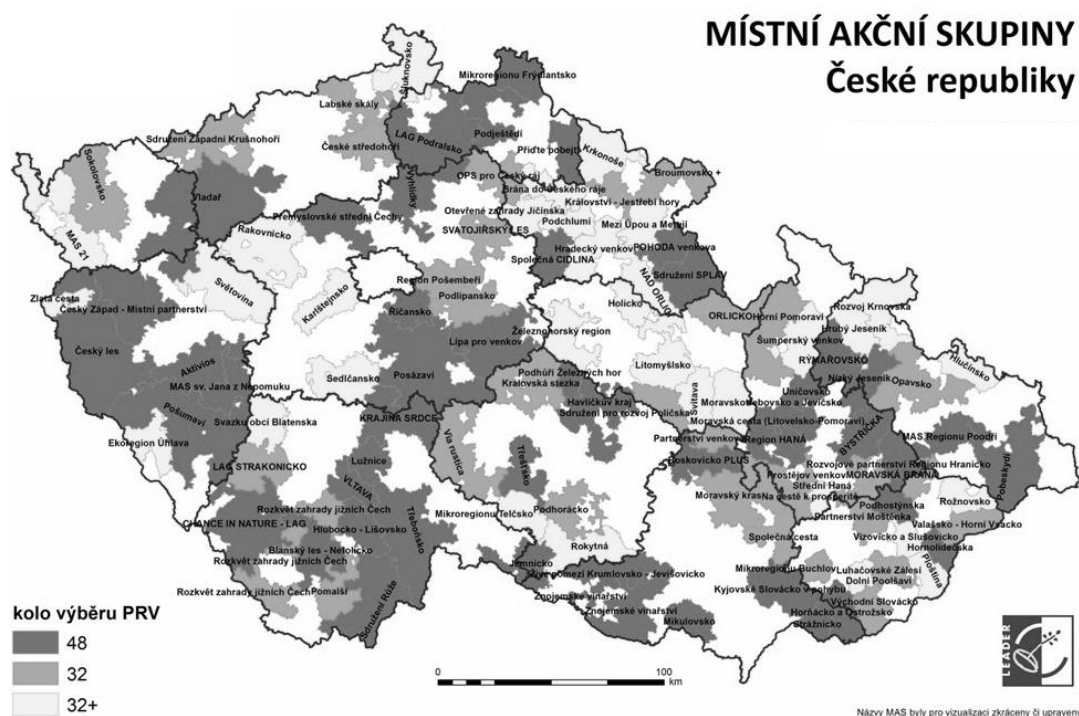 MÍSTNÍ AKČNÍ SKUPINY
České republiky
Šluknovsko
Mikroregionu Frýdlantsko
Labské skály
Sdružení Západní Krušnohoří
LAG Podralsko
Podještědí
České středohoří
Přiďte pobejt
Krkonoše
Sokolovsko
Vladař
Vyhlídky
OPS pro Český ráj
Broumovsko +
Brána do Českého ráje
Království - Jestřebí hory
Přemyslovské střední Čechy
Otevřené zahrady Jičínska
Podchlumí
Mezi Úpou a Metují
Rakovnicko
SVATOJIŘSKÝ LES
Hradecký venkov
POHODA venkova
MAS 21
Společná CIDLINA
Sdružení SPLAV
Zlatá cesta
Světovina
Region Pošembeří
NAD ORLICÍ
Český Západ - Místní partnerství
Karlštejnsko
Podlipansko
Holicko
ORLICKO
Horní Pomoraví
Rozvoj Krnovska
Říčansko
Železnohorský region
Šumperský venkov
Hrubý Jeseník
Český les
Lípa pro venkov
Litomyšlsko
RÝMAŘOVSKO
Hlučínsko
Aktivios
Posázaví
Podhůří Železných hor
Nízký Jeseník
Opavsko
Sedlčansko
Královská stezka
Svitava
MAS sv. Jana z Nepomuku
Uničovsko
Havlíčkův kraj
Moravsko
Pošumaví
Svazku obcí Blatenska
KRAJINA SRDCE
Sdružení pro rozvoj Poličska
Moravská cesta (Litovelsko-Pomoraví)
Ekoregion Úhlava
Via rustica
Partnerství venkova
Region HANÁ
BYSTŘIČKA
MAS Regionu Poodří
LAG STRAKONICKO
Lužnice
Třešťsko
Boskovicko PLUS
Rozvojové partnerství Regionu Hranicko
Pobeskydí
VLTAVA
Prostějov venkov
MORAVSKÁ BRÁNA
Střední Haná
Rozkvět zahrady jižních Čech
Moravský kras
Na cestě k prosperitě
Podhostýnska
Rožnovsko
Mikroregionu Telčsko
Podhorácko
Partnerství Moštěnka
CHANCE IN NATURE - LAG
Hlubocko - Lišovsko
Třeboňsko
Valašsko - Horní Vsacko
Společná cesta
Vizovicko a Slušovicko
Blanský les - Netolicko
Rokytná
Hornolidečska
Rozkvět zahrady jižních Čech
Jemnicko
Mikroregionu Buchlov
Luhačovské Zálesí
Ploština
Živé pomezí Krumlovsko - Jevišovicko
Dolní Poolšaví
Rozkvět zahrady jižních Čech
Pomalší
Znojemské vinařství
Kyjovské Slovácko v pohybu
Východní Slovácko
Sdružení Růže
Znojemské vinařství
Mikulovsko
Horňácko a Ostrožsko
Strážnicko
kolo výběru PRV
48
32
32+
0 100
km
LEADER
Názvy MAS byly pro vizualizaci zkráceny či upraveny